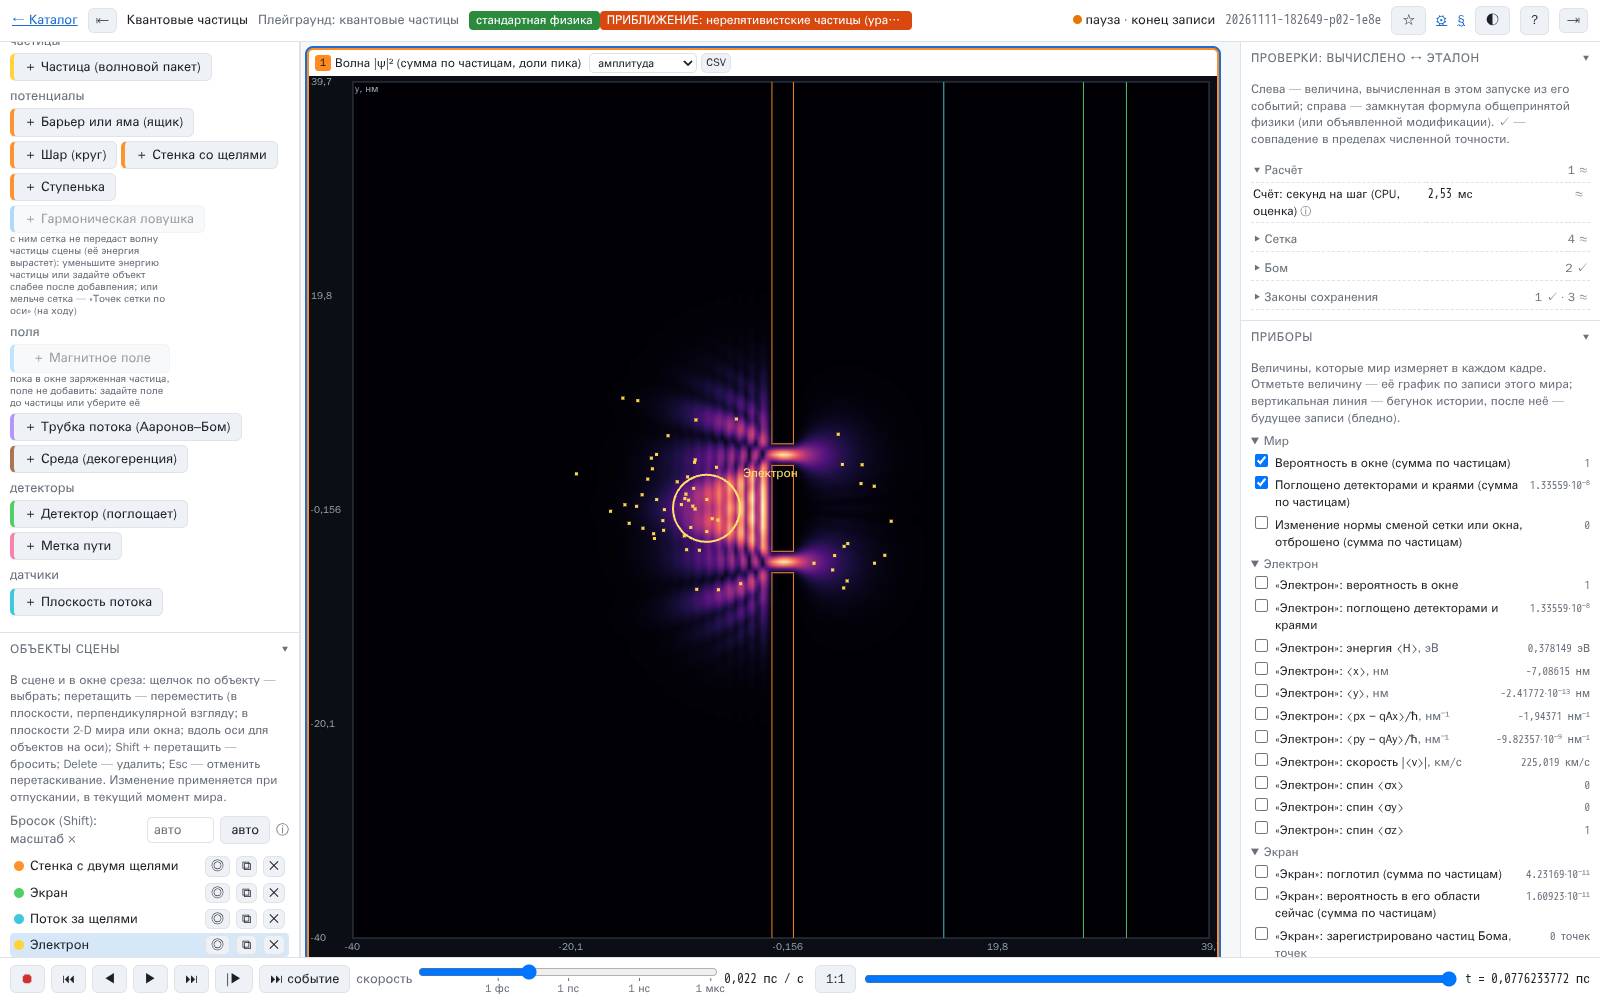 ← Каталог
⇤
Квантовые частицы
Плейграунд: квантовые частицы
стандартная физика
ПРИБЛИЖЕНИЕ: нерелятивистские частицы (ура···
пауза · конец записи
20261111-182649-p02-1e8e
☆
⚙
§
?
⇥
частицы
+ Частица (волновой пакет)
потенциалы
+ Барьер или яма (ящик)
+ Шар (круг)
+ Стенка со щелями
+ Ступенька
+ Гармоническая ловушка
с ним сетка не передаст волну
частицы сцены (её энергия
вырастет): уменьшите энергию
частицы или задайте объект
слабее после добавления; или
мельче сетка — «Точек сетки по
оси» (на ходу)
поля
+ Магнитное поле
пока в окне заряженная частица,
поле не добавить: задайте поле
до частицы или уберите её
+ Трубка потока (Ааронов–Бом)
+ Среда (декогеренция)
детекторы
+ Детектор (поглощает)
+ Метка пути
датчики
+ Плоскость потока
ОБЪЕКТЫ СЦЕНЫ
В сцене и в окне среза: щелчок по объекту —
выбрать; перетащить — переместить (в
плоскости, перпендикулярной взгляду; в
плоскости 2-D мира или окна; вдоль оси для
объектов на оси); Shift + перетащить —
бросить; Delete — удалить; Esc — отменить
перетаскивание. Изменение применяется при
отпускании, в текущий момент мира.
Бросок (Shift):
масштаб ×
авто
авто
Стенка с двумя щелями
Экран
Поток за щелями
Электрон
1
Волна |ψ|² (сумма по частицам, доли пика)
амплитуда
CSV
39,7
y, нм
19,8
-0,156
-20,1
-40
Электрон
-40
-20,1
-0,156
19,8
39,
ПРОВЕРКИ: ВЫЧИСЛЕНО ↔ ЭТАЛОН
Слева — величина, вычисленная в этом запуске из его
событий; справа — замкнутая формула общепринятой
физики (или объявленной модификации). ✓ —
совпадение в пределах численной точности.
Расчёт 1 ≈
Счёт: секунд на шаг (CPU, 2,53 мс ≈
оценка) ⓘ
Сетка 4 ≈
Бом 2 ✓
Законы сохранения 1 ✓ · 3 ≈
ПРИБОРЫ
Величины, которые мир измеряет в каждом кадре.
Отметьте величину — её график по записи этого мира;
вертикальная линия — бегунок истории, после неё —
будущее записи (бледно).
Мир
Вероятность в окне (сумма по частицам) 1
Поглощено детекторами и краями (сумма 1.33559·10⁻⁸
по частицам)
Изменение нормы сменой сетки или окна, 0
отброшено (сумма по частицам)
Электрон
«Электрон»: вероятность в окне 1
«Электрон»: поглощено детекторами и 1.33559·10⁻⁸
краями
«Электрон»: энергия ⟨H⟩, эВ 0,378149 эВ
«Электрон»: ⟨x⟩, нм -7,08615 нм
«Электрон»: ⟨y⟩, нм -2.41772·10⁻¹³ нм
«Электрон»: ⟨px − qAx⟩/ħ, нм⁻¹ -1,94371 нм⁻¹
«Электрон»: ⟨py − qAy⟩/ħ, нм⁻¹ -9.82357·10⁻⁹ нм⁻¹
«Электрон»: скорость |⟨v⟩|, км/с 225,019 км/с
«Электрон»: спин ⟨σx⟩ 0
«Электрон»: спин ⟨σy⟩ 0
«Электрон»: спин ⟨σz⟩ 1
Экран
«Экран»: поглотил (сумма по частицам) 4.23169·10⁻¹¹
«Экран»: вероятность в его области 1.60923·10⁻¹¹
сейчас (сумма по частицам)
«Экран»: зарегистрировано частиц Бома, 0 точек
точек
событие
скорость
1 фс
1 пс
1 нс
1 мкс
0,022 пс / с
1:1
t = 0,0776233772 пс